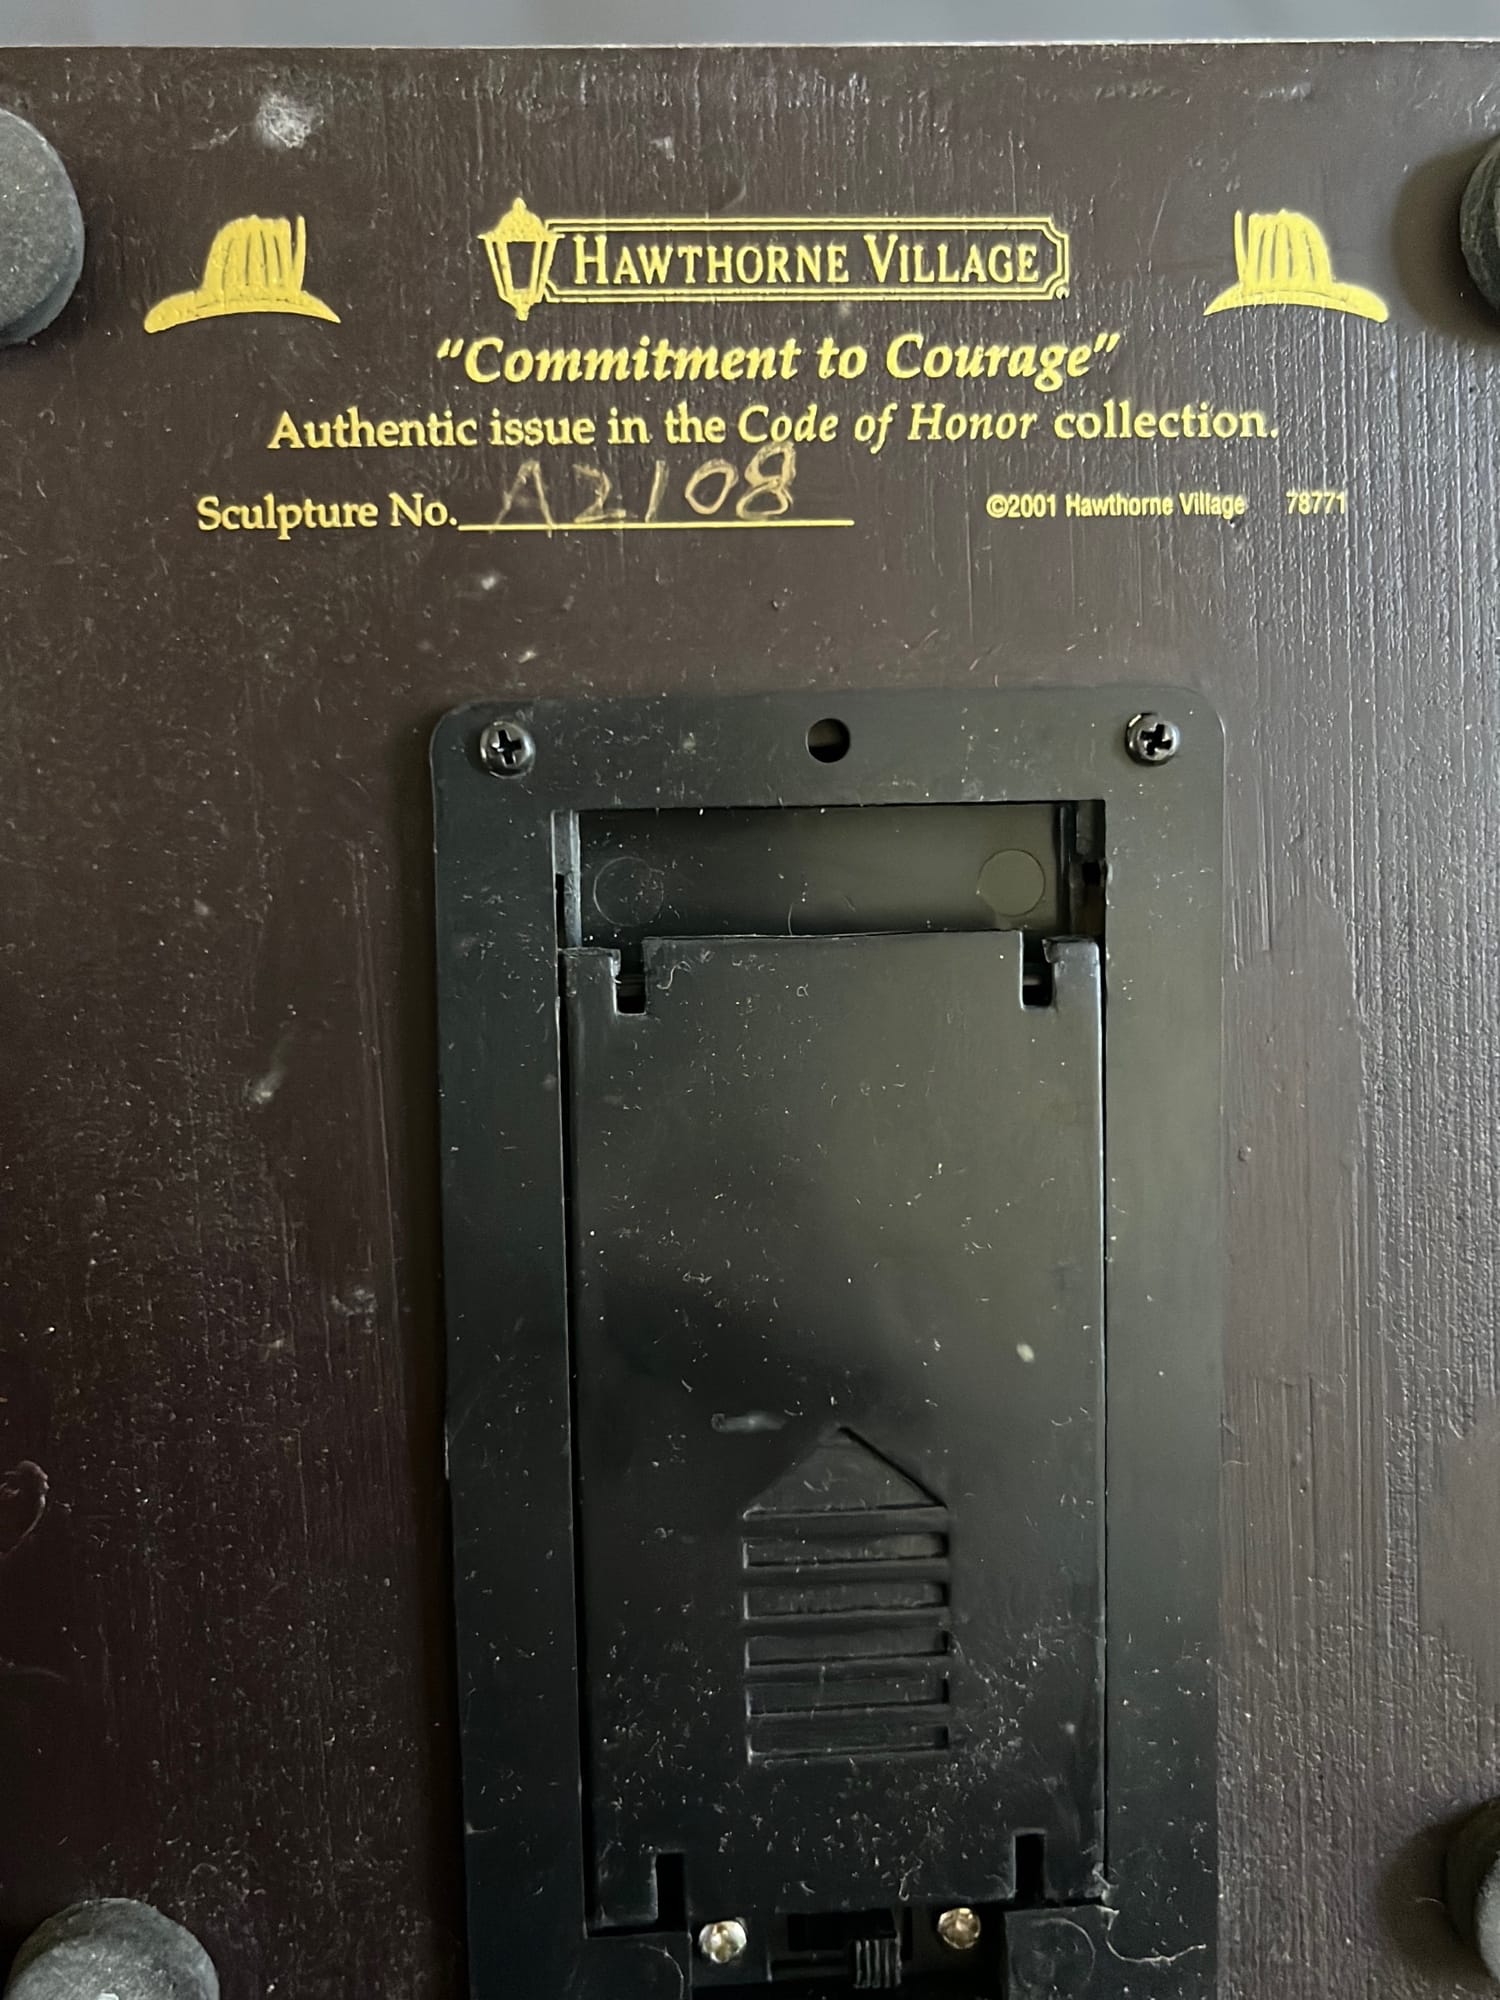 HAWTHORNE VILLAGE
“Commitment to Courage”
Authentic issue in the Code of Honor collection.
Sculpture No. A2108 ©2001 Hawthorne Village 78771